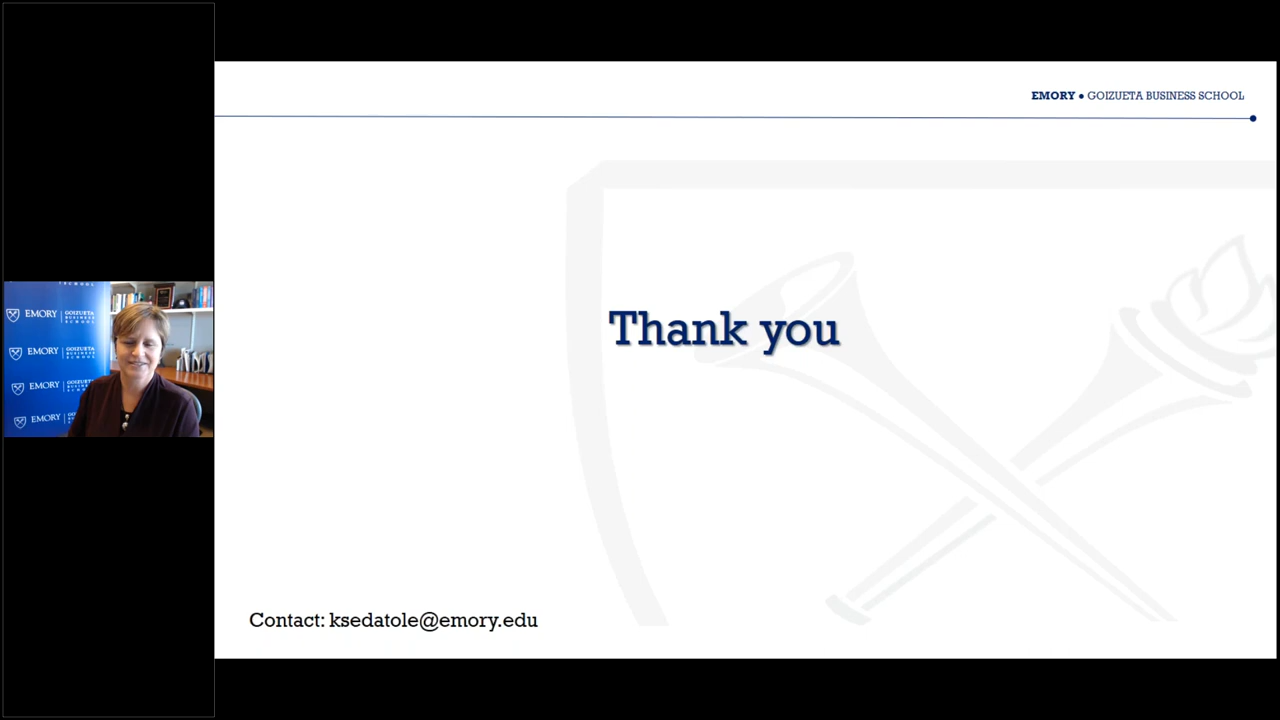 EMORY ● GOIZUETA BUSINESS SCHOOL
Thank you
Contact: ksedatole@emory.edu
EMORY | GOIZUETA BUSINESS SCHOOL
EMORY | GOIZUETA BUSINESS SCHOOL
EMORY | GOIZUETA BUSINESS SCHOOL
EMORY